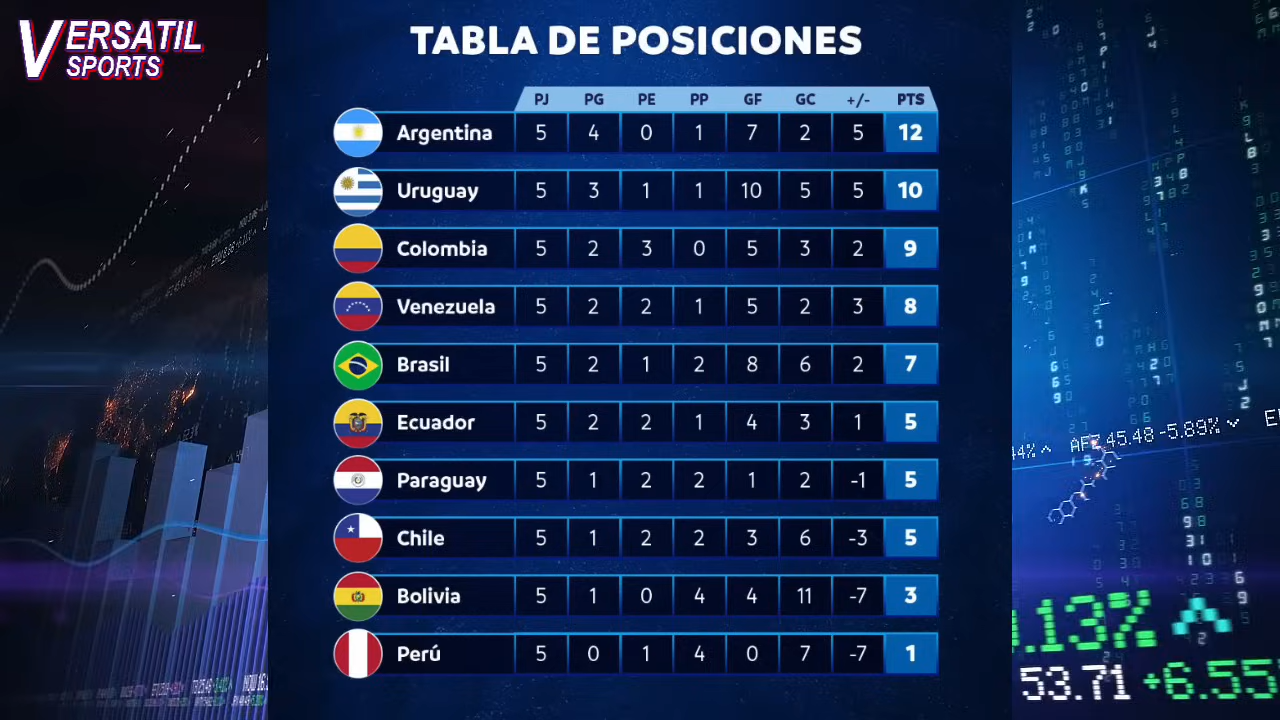 VERSATIL
SPORTS
TABLA DE POSICIONES
PJ PG PE PP GF GC +/- PTS
Argentina 5 4 0 1 7 2 5 12
Uruguay 5 3 1 1 10 5 5 10
Colombia 5 2 3 0 5 3 2 9
Venezuela 5 2 2 1 5 2 3 8
Brasil 5 2 1 2 8 6 2 7
Ecuador 5 2 2 1 4 3 1 5
Paraguay 5 1 2 2 1 2 -1 5
Chile 5 1 2 2 3 6 -3 5
Bolivia 5 1 0 4 4 11 -7 3
Perú 5 0 1 4 0 7 -7 1
45.48 -5.89%
.13%
53.71 +6.55